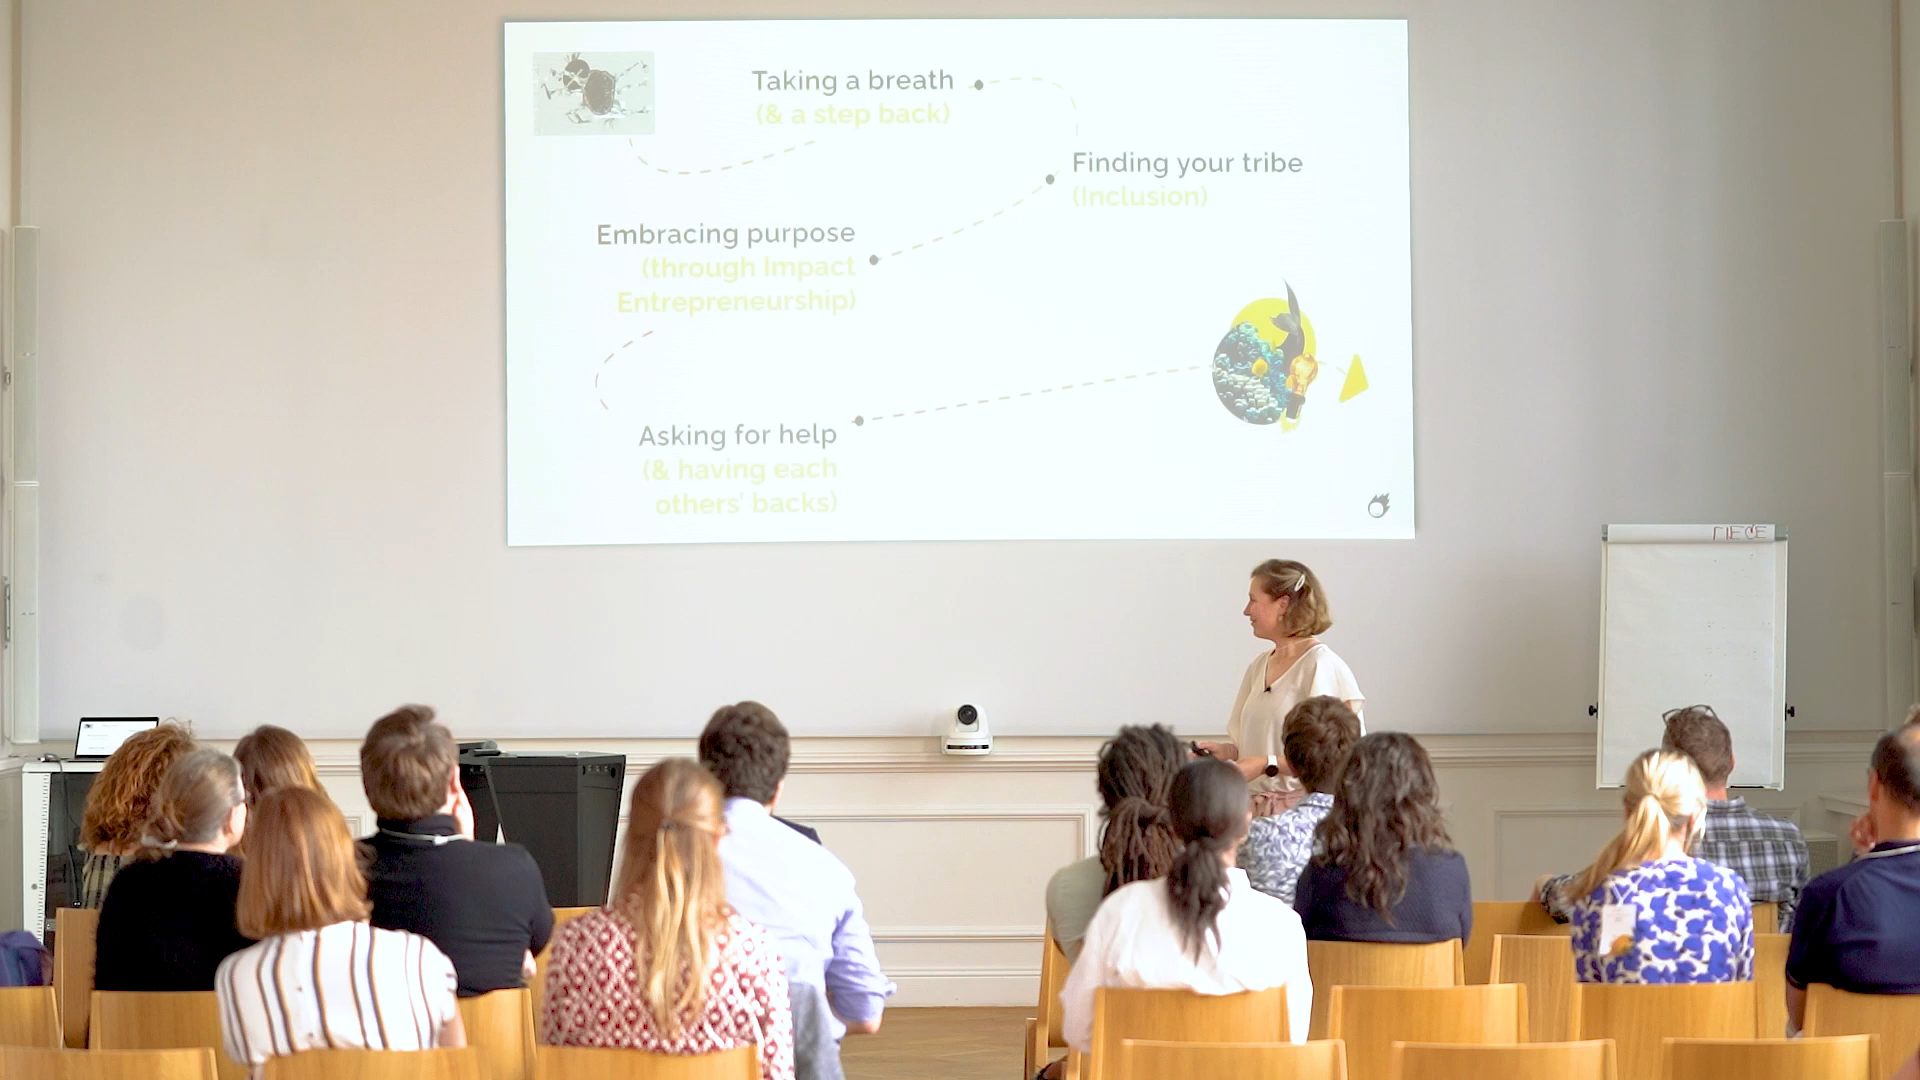 Taking a breath
(& a step back)
Finding your tribe
(Inclusion)
Embracing purpose
(through Impact
Entrepreneurship)
Asking for help
(& having each
others' backs)